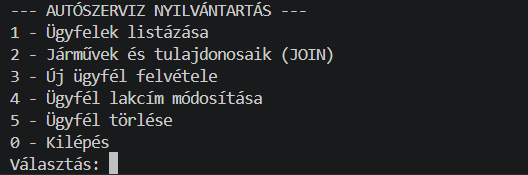 --- AUTÓSZERVIZ NYILVÁNTARTÁS ---
1 - Ügyfelek listázása
2 - Járművek és tulajdonosaik (JOIN)
3 - Új ügyfél felvétele
4 - Ügyfél lakcím módosítása
5 - Ügyfél törlése
0 - Kilépés
Választás: